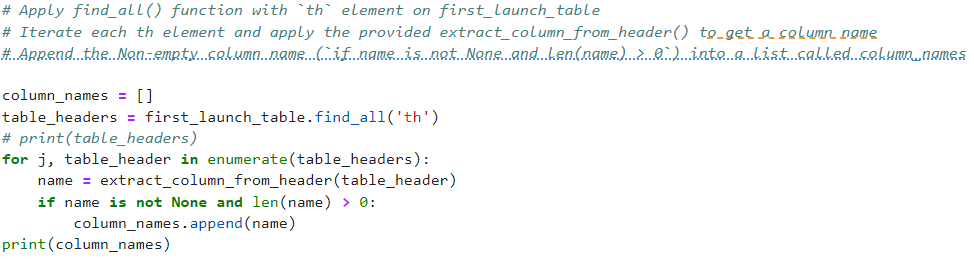 # Apply find_all() function with `th` element on first_launch_table
# Iterate each th element and apply the provided extract_column_from_header() to get a column name
# Append the Non-empty column name (`if name is not None and len(name) > 0`) into a list called column_names

column_names = []
table_headers = first_launch_table.find_all('th')
# print(table_headers)
for j, table_header in enumerate(table_headers):
    name = extract_column_from_header(table_header)
    if name is not None and len(name) > 0:
        column_names.append(name)
print(column_names)